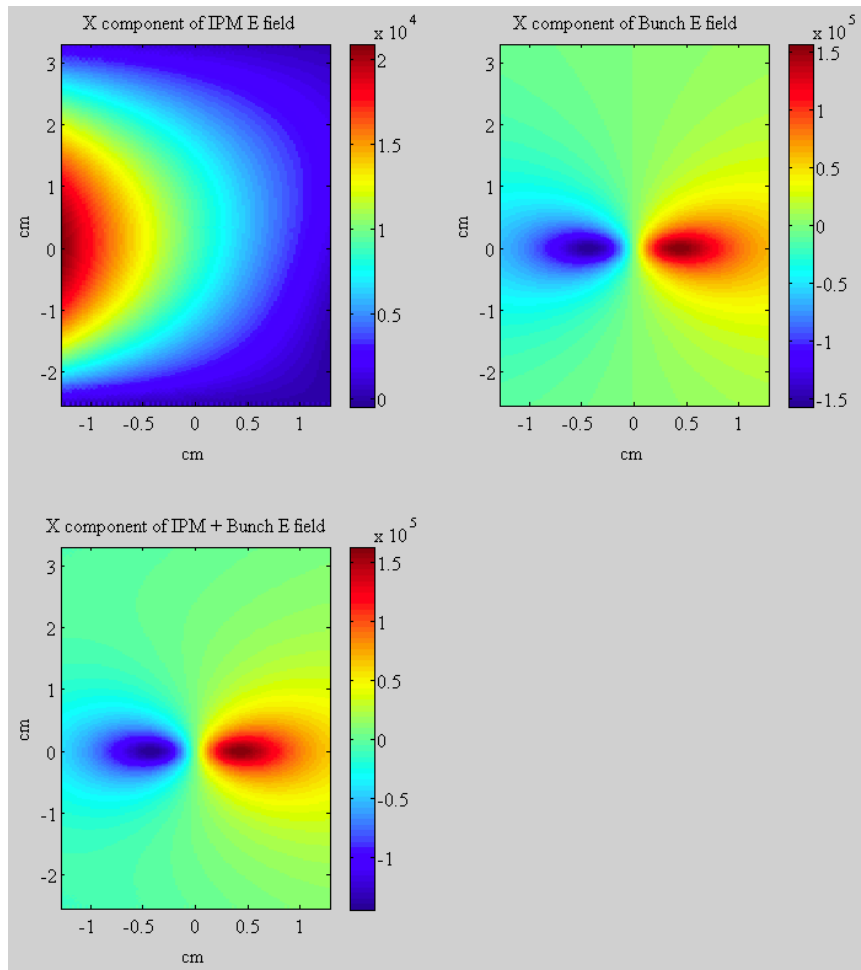 X component of IPM E field
x 10^4
3
2
1
0
-1
-2
-1 -0.5 0 0.5 1
cm
cm
2
1.5
1
0.5
0
X component of Bunch E field
x 10^5
3
2
1
0
-1
-2
-1 -0.5 0 0.5 1
cm
cm
1.5
1
0.5
0
-0.5
-1
-1.5
X component of IPM + Bunch E field
x 10^5
3
2
1
0
-1
-2
-1 -0.5 0 0.5 1
cm
cm
1.5
1
0.5
0
-0.5
-1